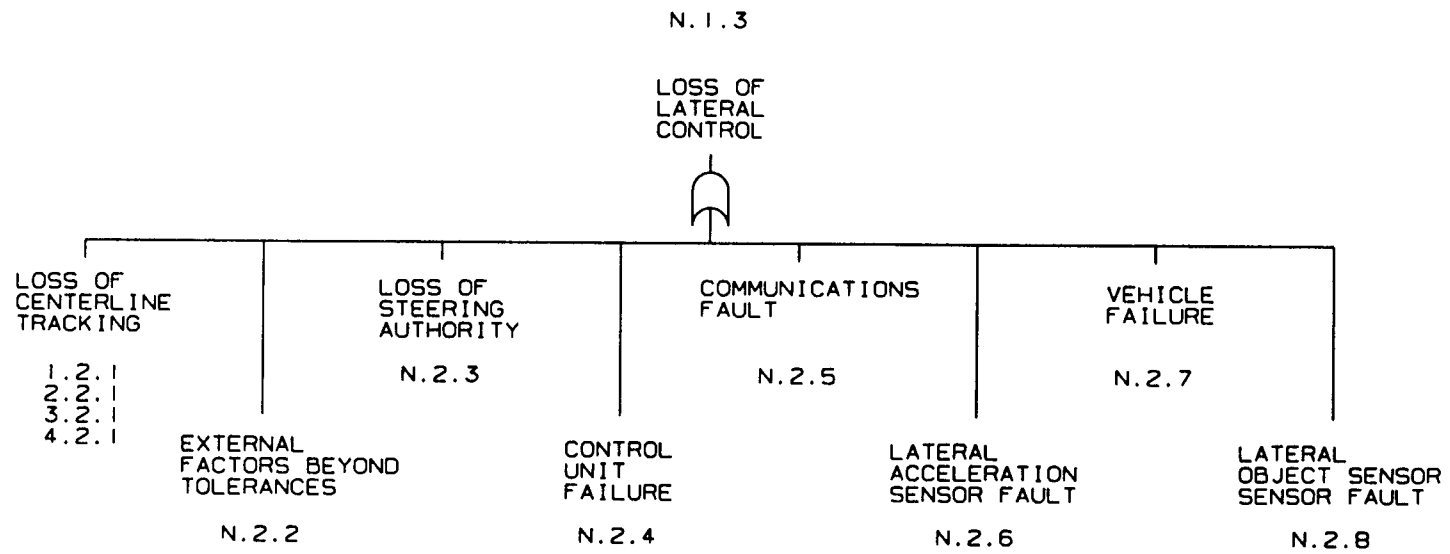 N.1.3
LOSS OF
LATERAL
CONTROL
LOSS OF
CENTERLINE
TRACKING
1.2.1
2.2.1
3.2.1
4.2.1
EXTERNAL
FACTORS BEYOND
TOLERANCES
N.2.2
LOSS OF
STEERING
AUTHORITY
N.2.3
CONTROL
UNIT
FAILURE
N.2.4
COMMUNICATIONS
FAULT
N.2.5
LATERAL
ACCELERATION
SENSOR FAULT
N.2.6
VEHICLE
FAILURE
N.2.7
LATERAL
OBJECT SENSOR
SENSOR FAULT
N.2.8